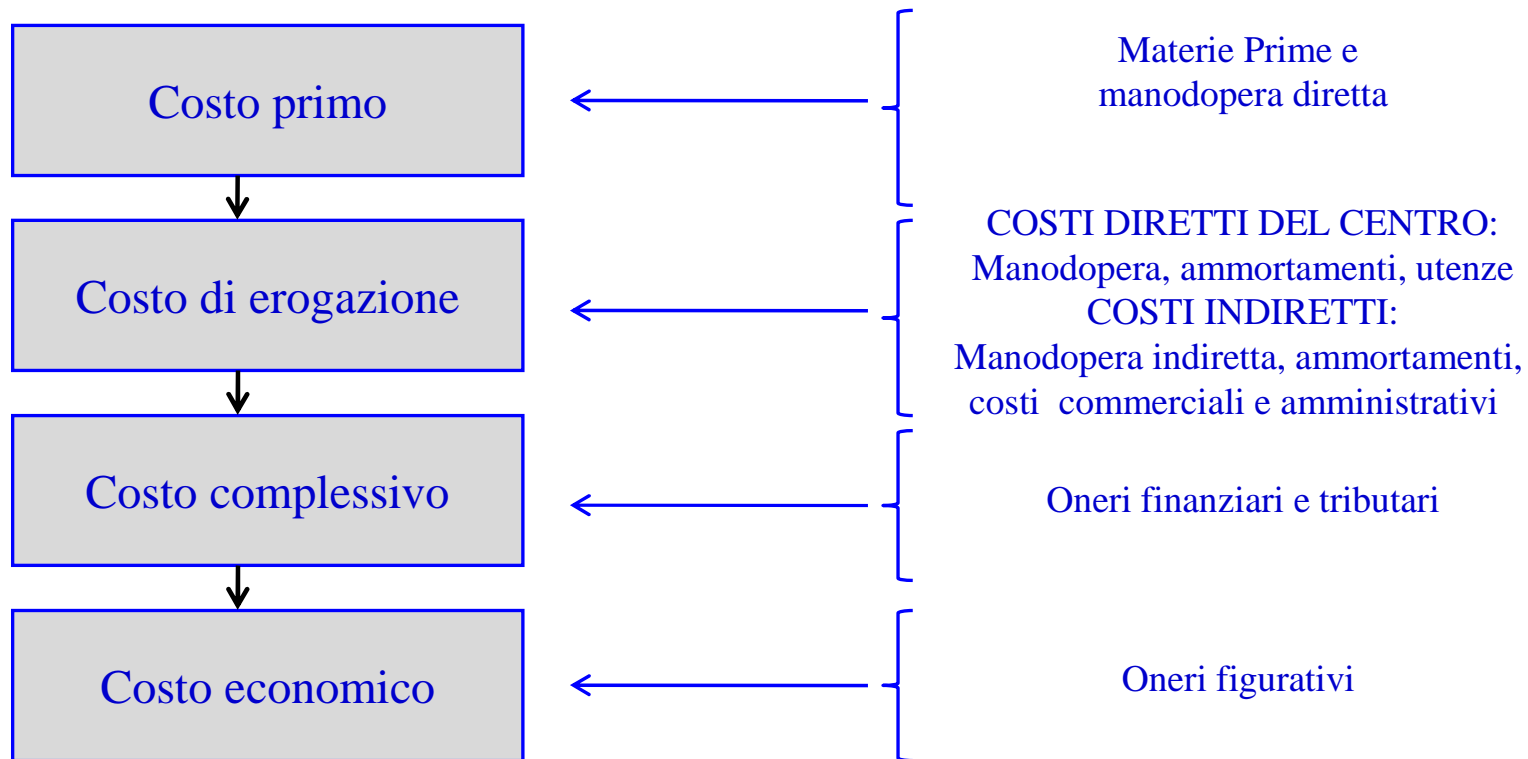 Costo primo
Materie Prime e
manodopera diretta
Costo di erogazione
COSTI DIRETTI DEL CENTRO:
Manodopera, ammortamenti, utenze
COSTI INDIRETTI:
Manodopera indiretta, ammortamenti,
costi commerciali e amministrativi
Costo complessivo
Oneri finanziari e tributari
Costo economico
Oneri figurativi